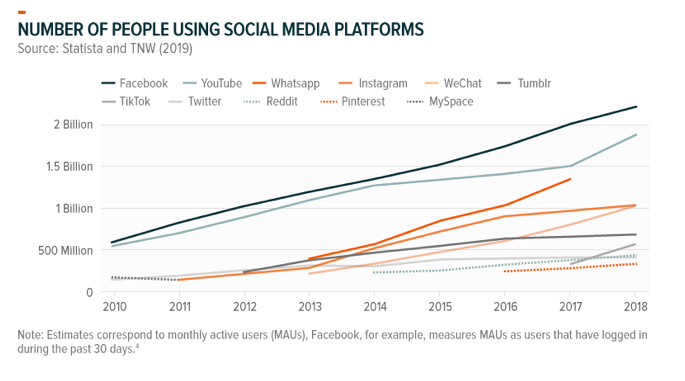 NUMBER OF PEOPLE USING SOCIAL MEDIA PLATFORMS
Source: Statista and TNW (2019)
Facebook YouTube Whatsapp Instagram WeChat Tumblr
TikTok Twitter Reddit Pinterest MySpace
2 Billion
1.5 Billion
1 Billion
500 Million
0
2010 2011 2012 2013 2014 2015 2016 2017 2018
Note: Estimates correspond to monthly active users (MAUs), Facebook, for example, measures MAUs as users that have logged in
during the past 30 days.⁴